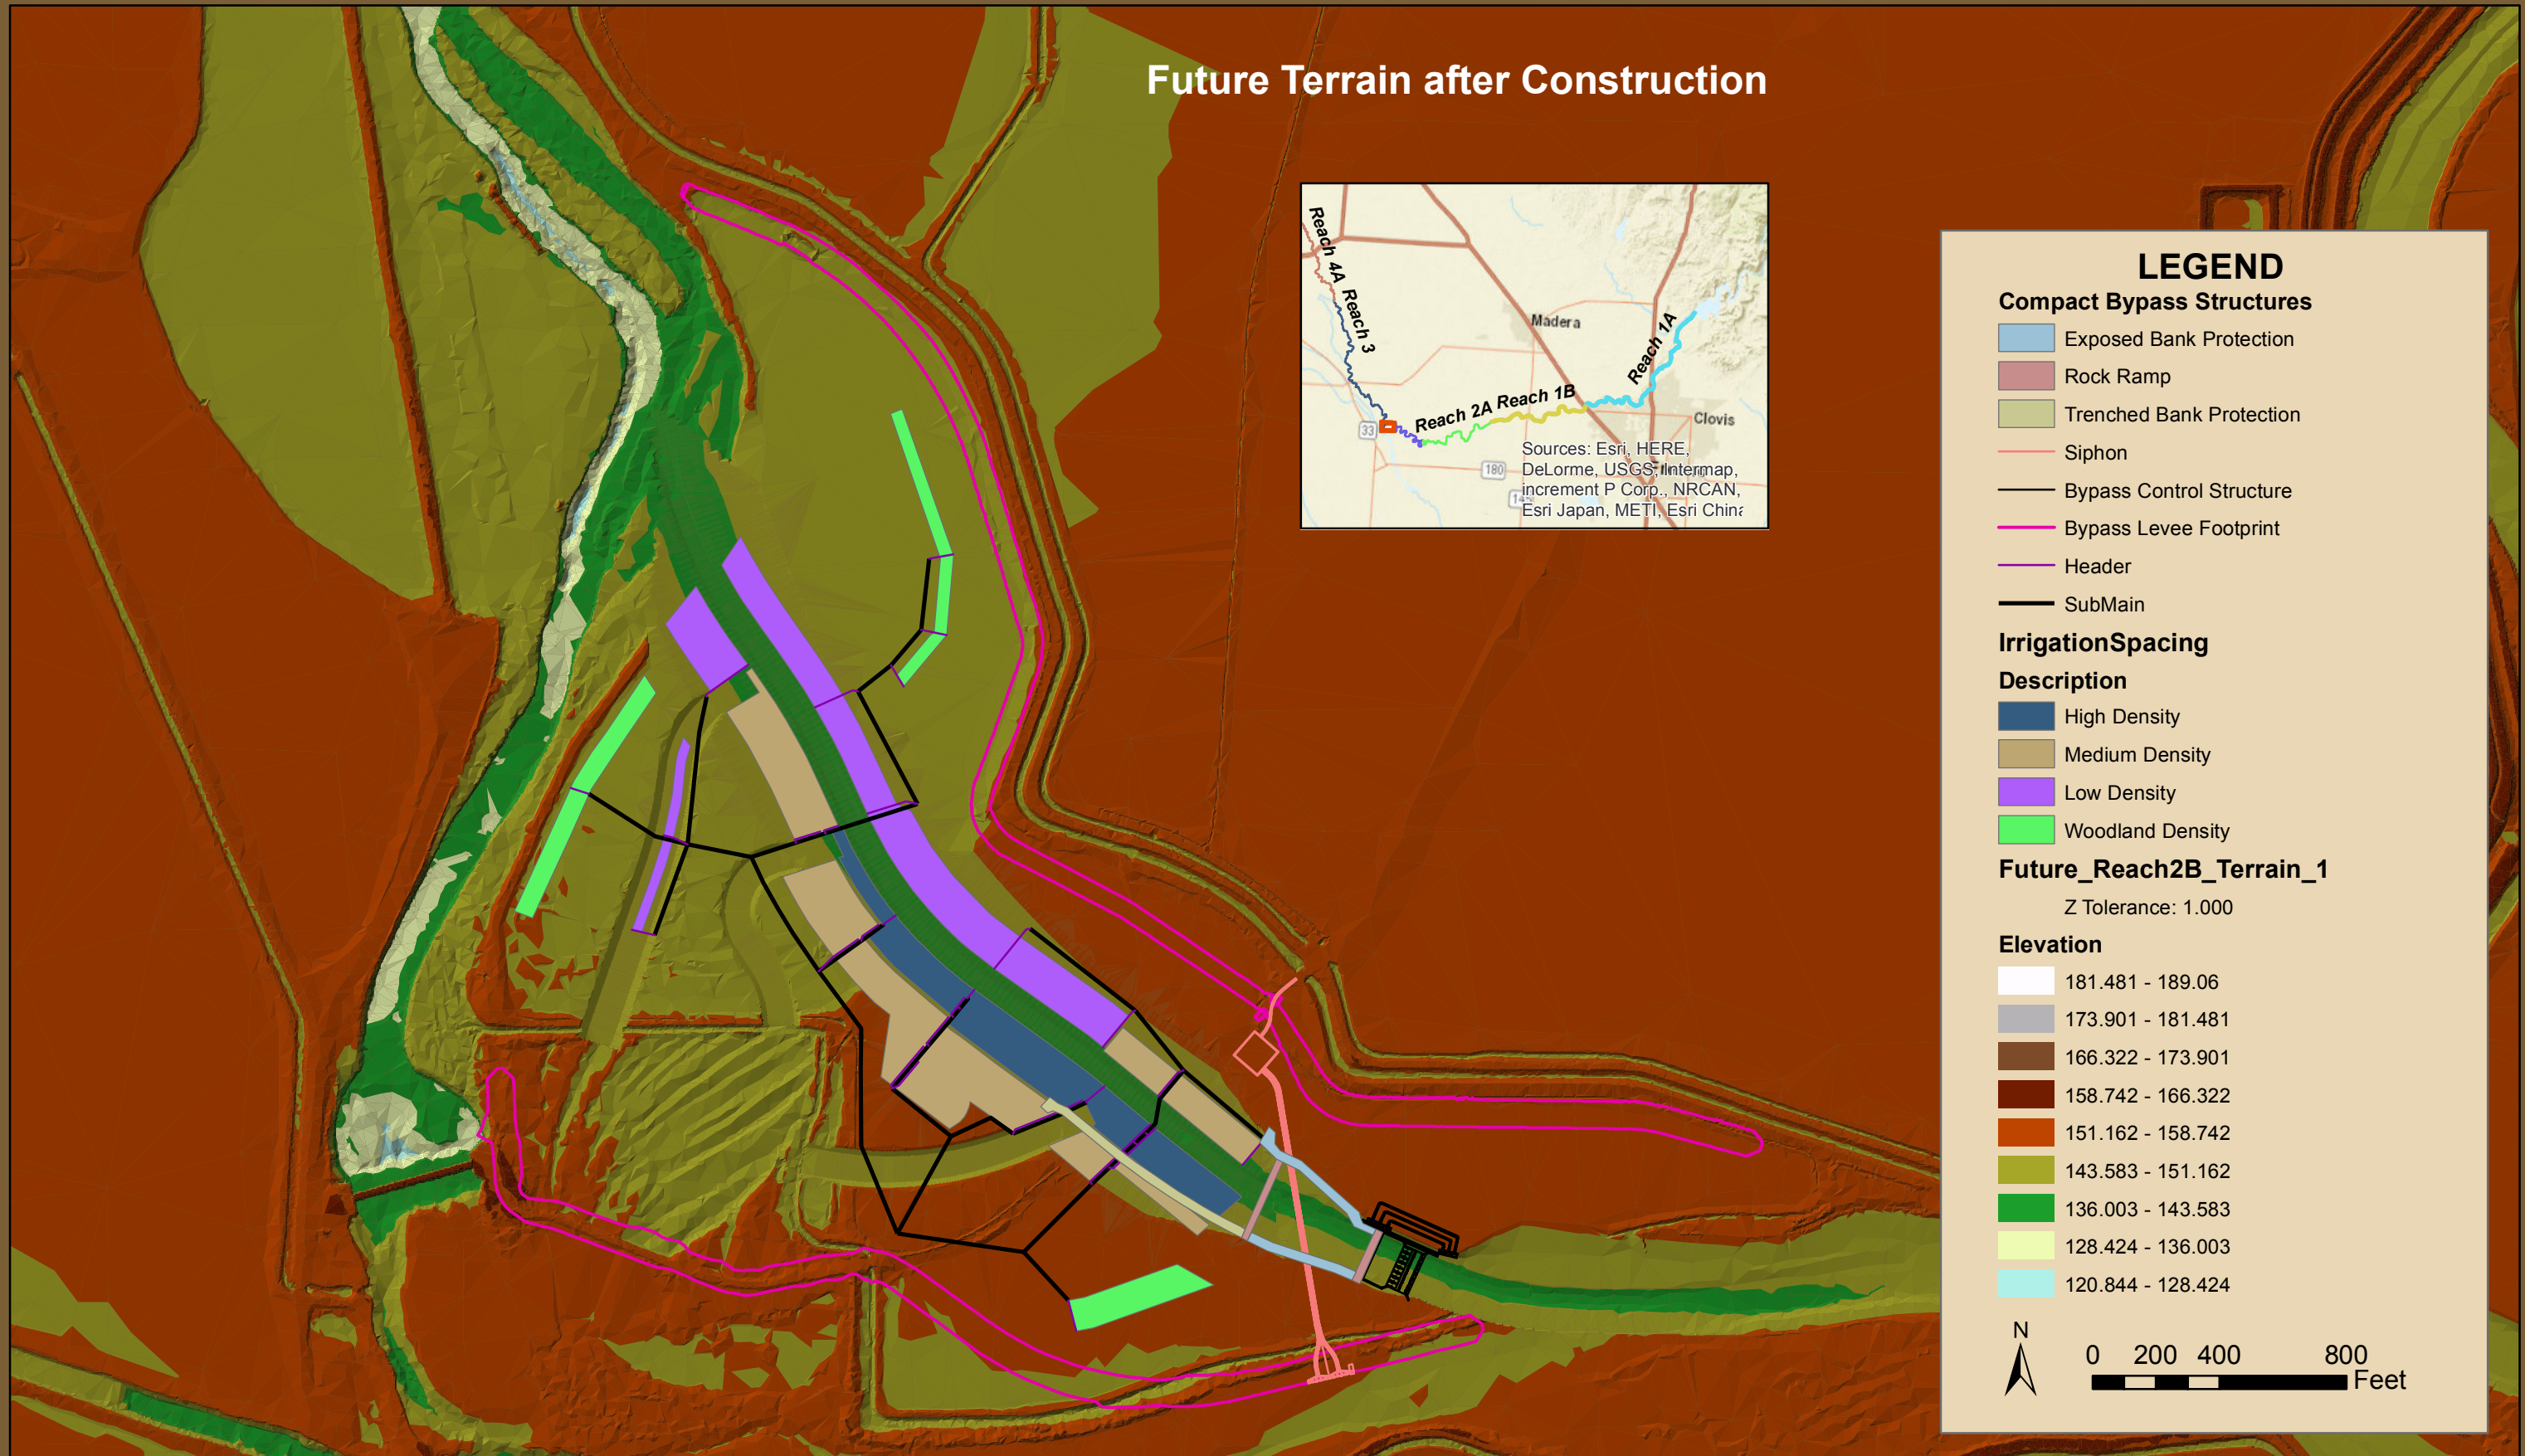 Future Terrain after Construction
Reach 4A
Reach 3
Madera
Reach 1A
Reach 2A Reach 1B
Clovis
33
180
Sources: Esri, HERE,
DeLorme, USGS, Intermap,
increment P Corp., NRCAN,
Esri Japan, METI, Esri China
LEGEND
Compact Bypass Structures
Exposed Bank Protection
Rock Ramp
Trenched Bank Protection
Siphon
Bypass Control Structure
Bypass Levee Footprint
Header
SubMain
IrrigationSpacing
Description
High Density
Medium Density
Low Density
Woodland Density
Future_Reach2B_Terrain_1
Z Tolerance: 1.000
Elevation
181.481 - 189.06
173.901 - 181.481
166.322 - 173.901
158.742 - 166.322
151.162 - 158.742
143.583 - 151.162
136.003 - 143.583
128.424 - 136.003
120.844 - 128.424
N
0 200 400 800
Feet